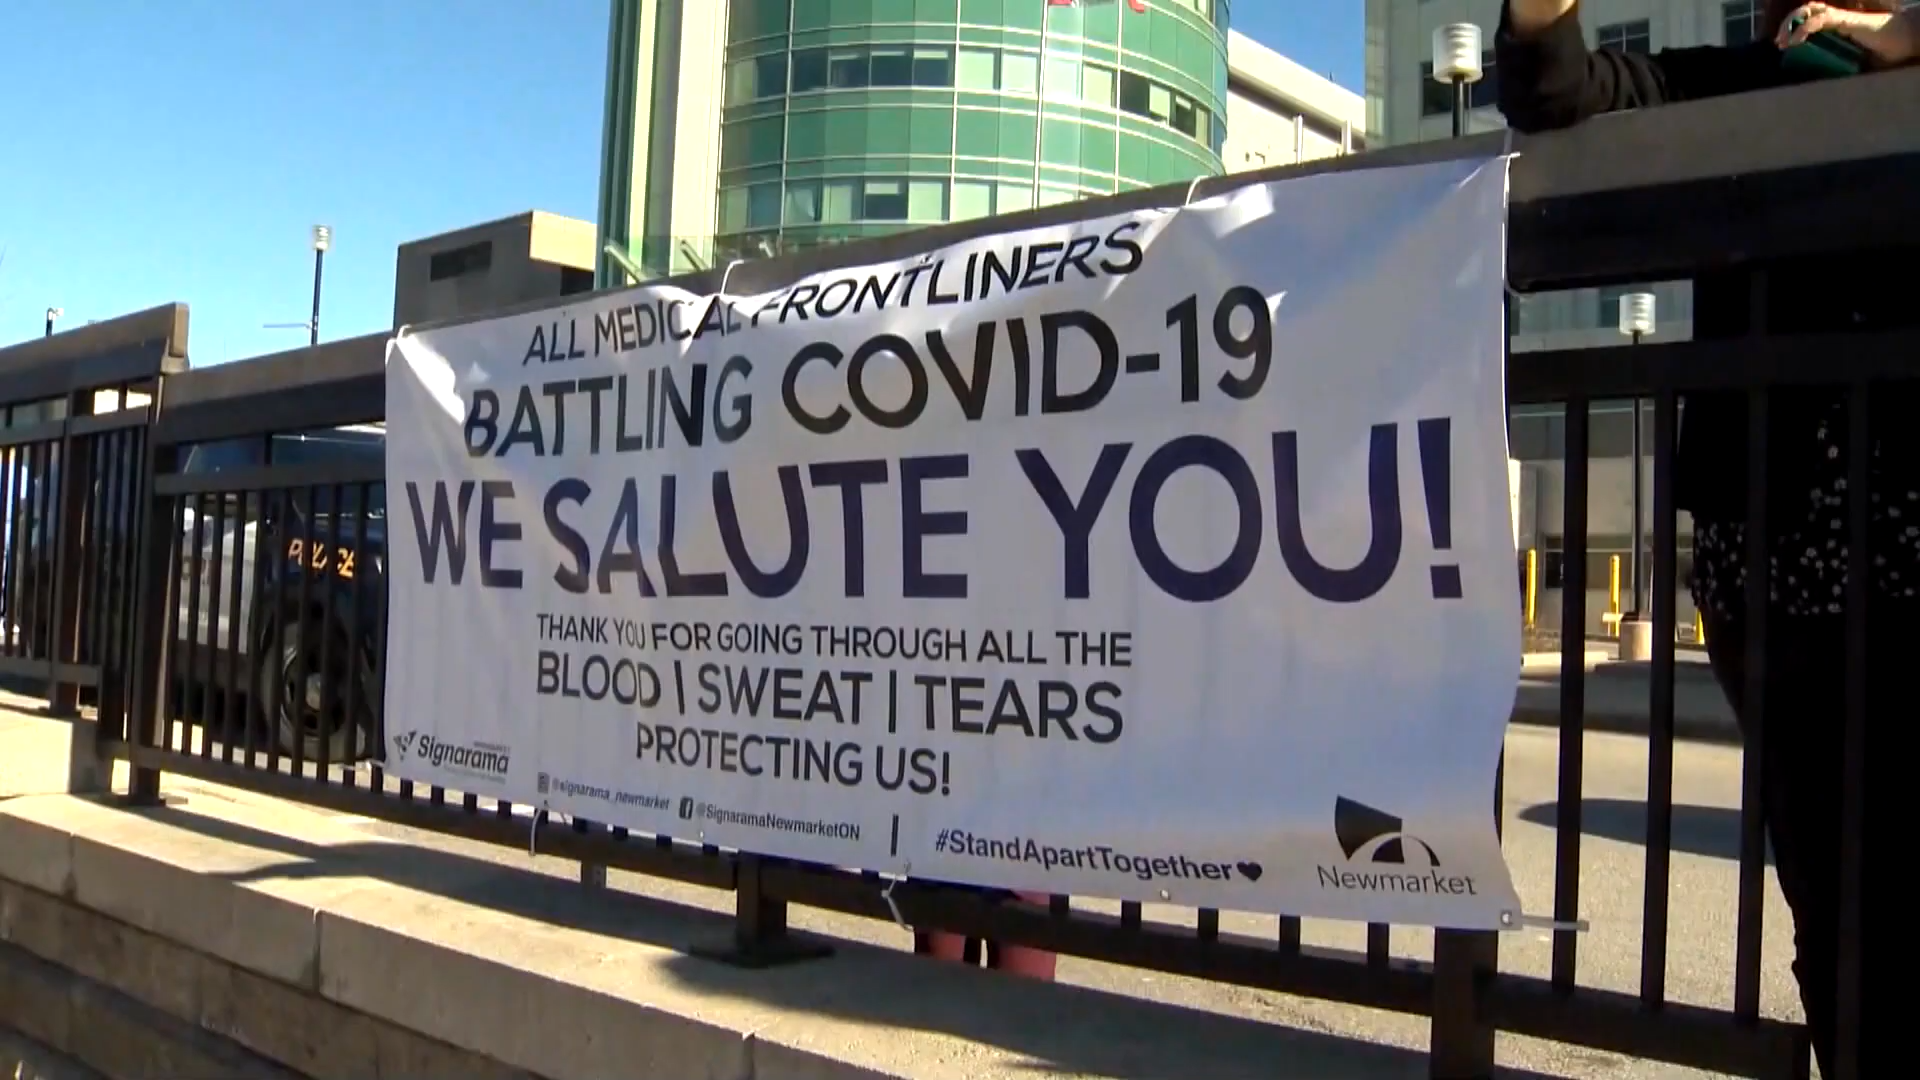 ALL MEDICAL FRONTLINERS
BATTLING COVID-19
WE SALUTE YOU!
THANK YOU FOR GOING THROUGH ALL THE
BLOOD | SWEAT | TEARS
PROTECTING US!
Signarama
@signarama_newmarket @SignaramaNewmarketON | #StandApartTogether
Newmarket
POLICE